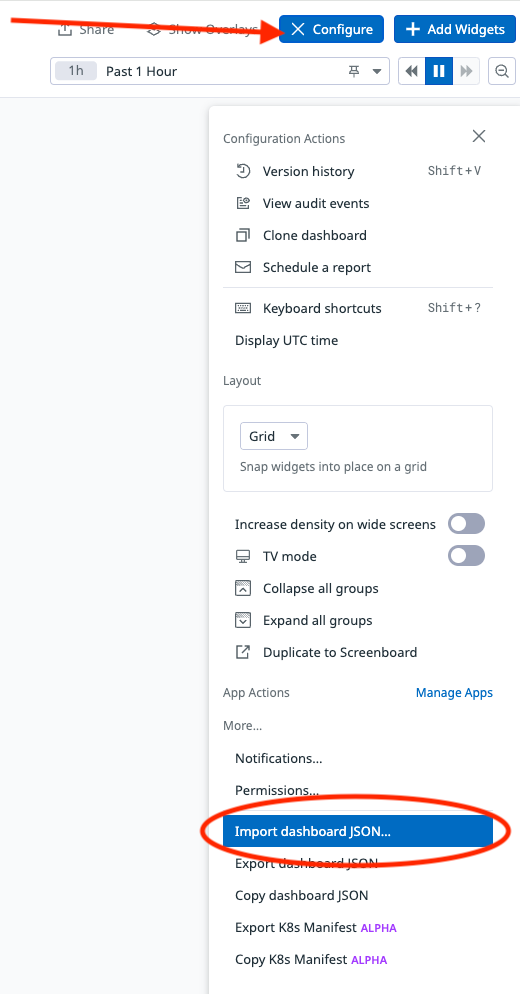 Share Show Overlays Configure Add Widgets
1h Past 1 Hour
Configuration Actions
Version history Shift+V
View audit events
Clone dashboard
Schedule a report
Keyboard shortcuts Shift+?
Display UTC time
Layout
Grid
Snap widgets into place on a grid
Increase density on wide screens
TV mode
Collapse all groups
Expand all groups
Duplicate to Screenboard
App Actions Manage Apps
More...
Notifications...
Permissions...
Import dashboard JSON...
Export dashboard JSON
Copy dashboard JSON
Export K8s Manifest ALPHA
Copy K8s Manifest ALPHA